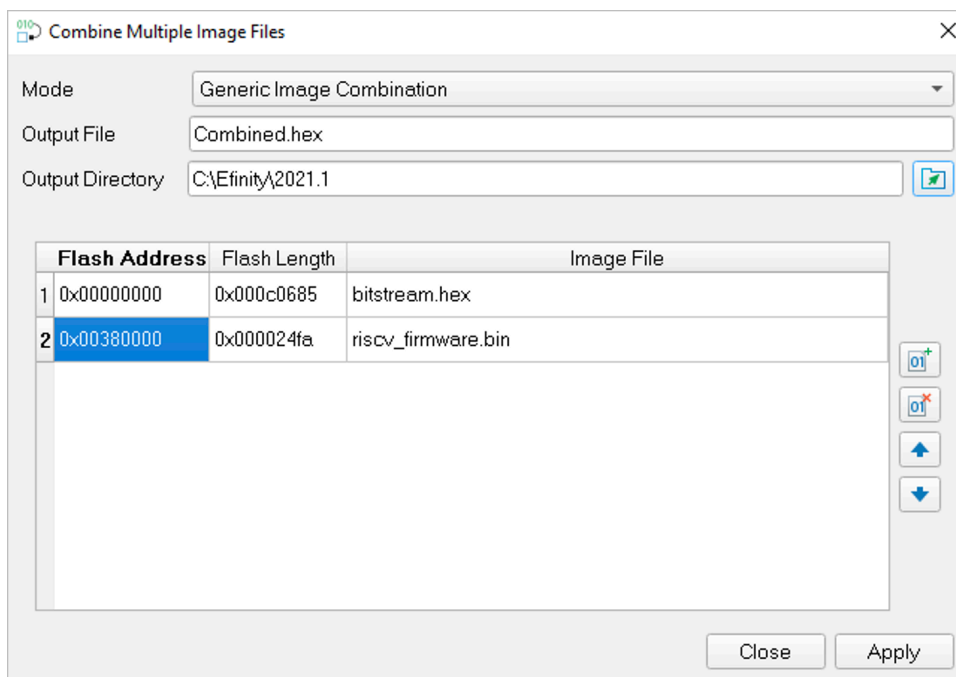 Combine Multiple Image Files
Mode Generic Image Combination
Output File Combined.hex
Output Directory C:\Efinity\2021.1
Flash Address Flash Length Image File
1 0x00000000 0x000c0685 bitstream.hex
2 0x00380000 0x000024fa riscv_firmware.bin
Close Apply